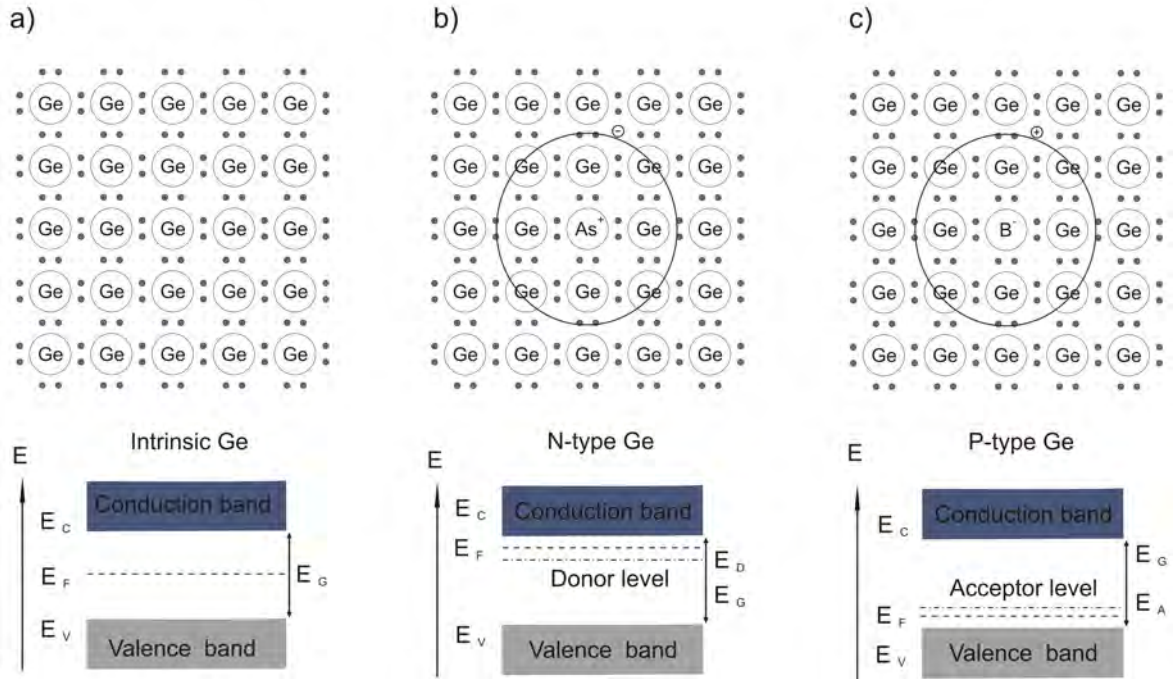 a)
b)
c)
Ge Ge Ge Ge Ge
Ge Ge Ge Ge Ge
Ge Ge Ge Ge Ge
Ge Ge Ge Ge Ge
Ge Ge Ge Ge Ge
Ge Ge Ge Ge Ge
−
Ge Ge Ge Ge Ge
Ge Ge As+ Ge Ge
Ge Ge Ge Ge Ge
Ge Ge Ge Ge Ge
Ge Ge Ge Ge Ge
+
Ge Ge Ge Ge Ge
Ge Ge B- Ge Ge
Ge Ge Ge Ge Ge
Ge Ge Ge Ge Ge
Intrinsic Ge
E
Conduction band
E C
E F
E G
E V
Valence band
N-type Ge
E
E C
Conduction band
E F
E D
Donor level
E G
E V
Valence band
P-type Ge
E
E C
Conduction band
E G
Acceptor level
E A
E F
E V
Valence band